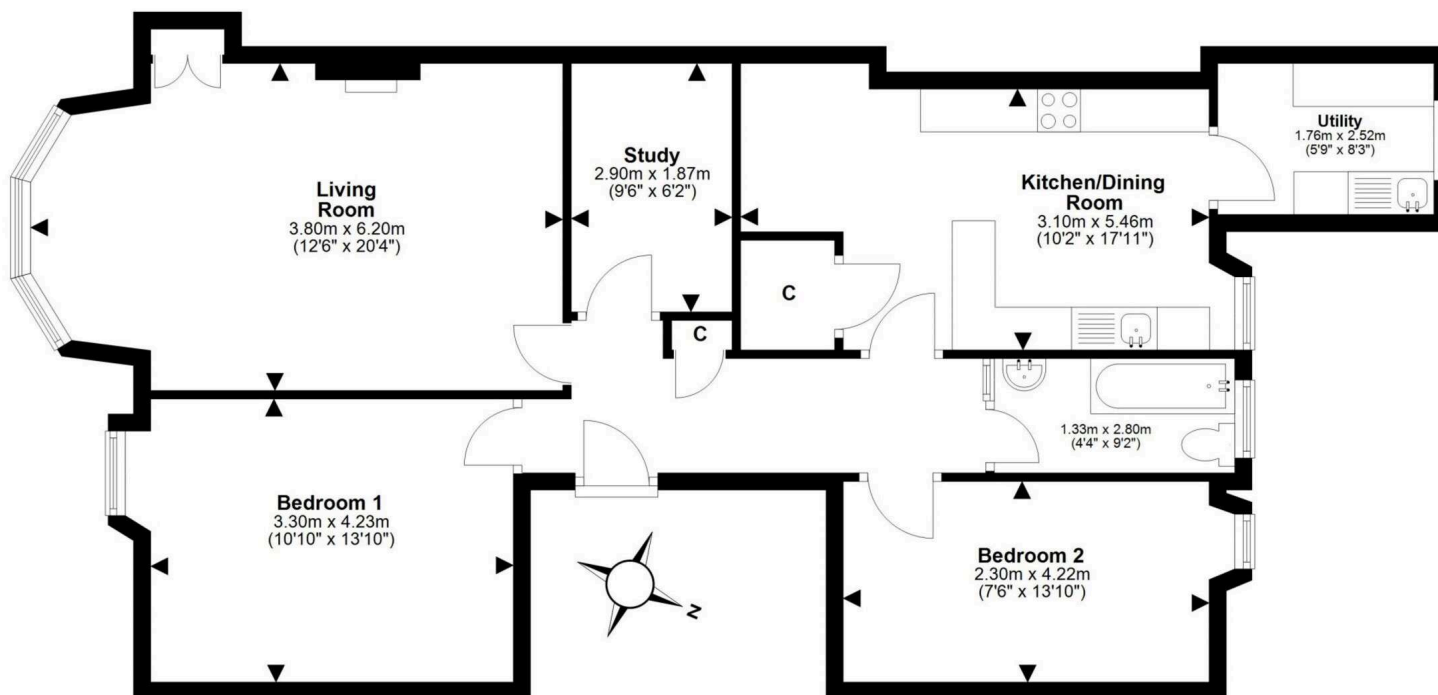 Living
Room
3.80m x 6.20m
(12'6" x 20'4")
Study
2.90m x 1.87m
(9'6" x 6'2")
Kitchen/Dining
Room
3.10m x 5.46m
(10'2" x 17'11")
Utility
1.76m x 2.52m
(5'9" x 8'3")
C
C
1.33m x 2.80m
(4'4" x 9'2")
Bedroom 1
3.30m x 4.23m
(10'10" x 13'10")
Bedroom 2
2.30m x 4.22m
(7'6" x 13'10")
N